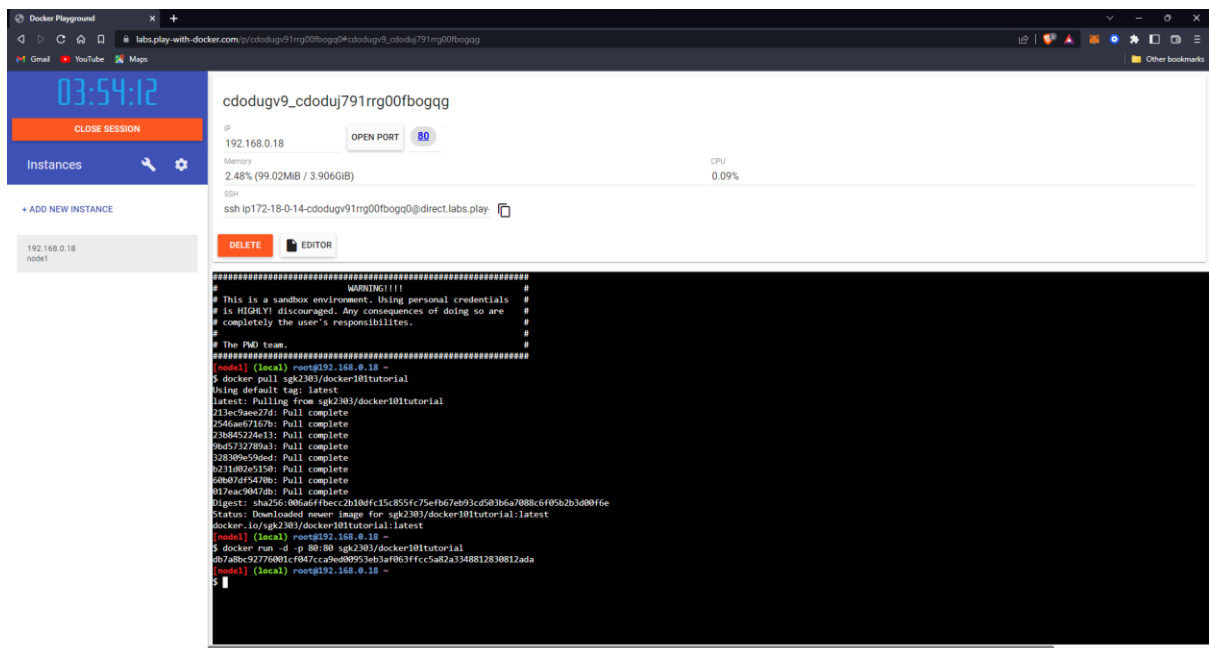 Docker Playground
labs.play-with-docker.com/p/cdodugv91rrg00fbogq0#cdodugv9_cdoduj791rrg00fbogqg
Gmail YouTube Maps Other bookmarks
03:54:12
CLOSE SESSION
Instances
+ ADD NEW INSTANCE
192.168.0.18
node1
cdodugv9_cdoduj791rrg00fbogqg
IP
192.168.0.18
OPEN PORT 80
Memory
2.48% (99.02MiB / 3.906GiB)
CPU
0.09%
SSH
ssh ip172-18-0-14-cdodugv91rrg00fbogq0@direct.labs.play-
DELETE EDITOR
###############################################################
# WARNING!!!! #
# This is a sandbox environment. Using personal credentials #
# is HIGHLY! discouraged. Any consequences of doing so are #
# completely the user's responsibilites. #
# #
# The PWD team. #
###############################################################
[node1] (local) root@192.168.0.18 ~
$ docker pull sgk2303/docker101tutorial
Using default tag: latest
latest: Pulling from sgk2303/docker101tutorial
213ec9aee27d: Pull complete
2546ae67167b: Pull complete
23b845224e13: Pull complete
9bd5732789a3: Pull complete
328309e59ded: Pull complete
b231d02e5150: Pull complete
60b07df5470b: Pull complete
017eac9047db: Pull complete
Digest: sha256:006a6ffbecc2b10dfc15c855fc75efb67eb93cd503b6a7088c6f05b2b3d00f6e
Status: Downloaded newer image for sgk2303/docker101tutorial:latest
docker.io/sgk2303/docker101tutorial:latest
[node1] (local) root@192.168.0.18 ~
$ docker run -d -p 80:80 sgk2303/docker101tutorial
db7a8bc92776001cf047cca9ed00953eb3af063ffcc5a82a3348812830812ada
[node1] (local) root@192.168.0.18 ~
$